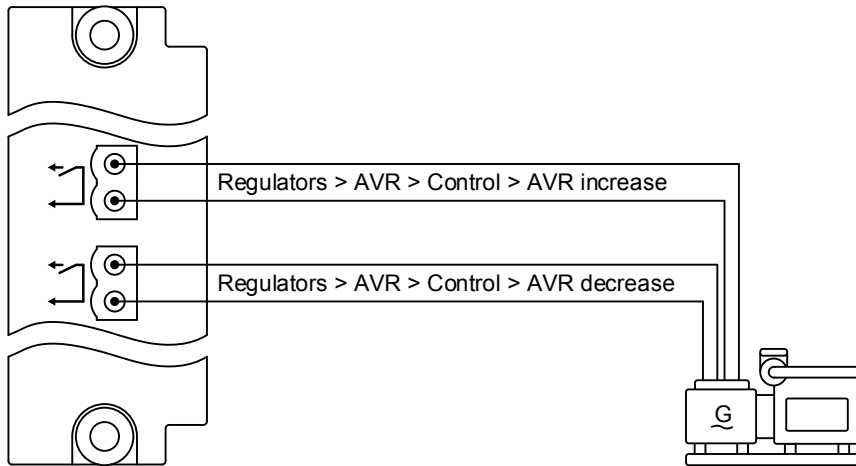 Regulators > AVR > Control > AVR increase
Regulators > AVR > Control > AVR decrease
G